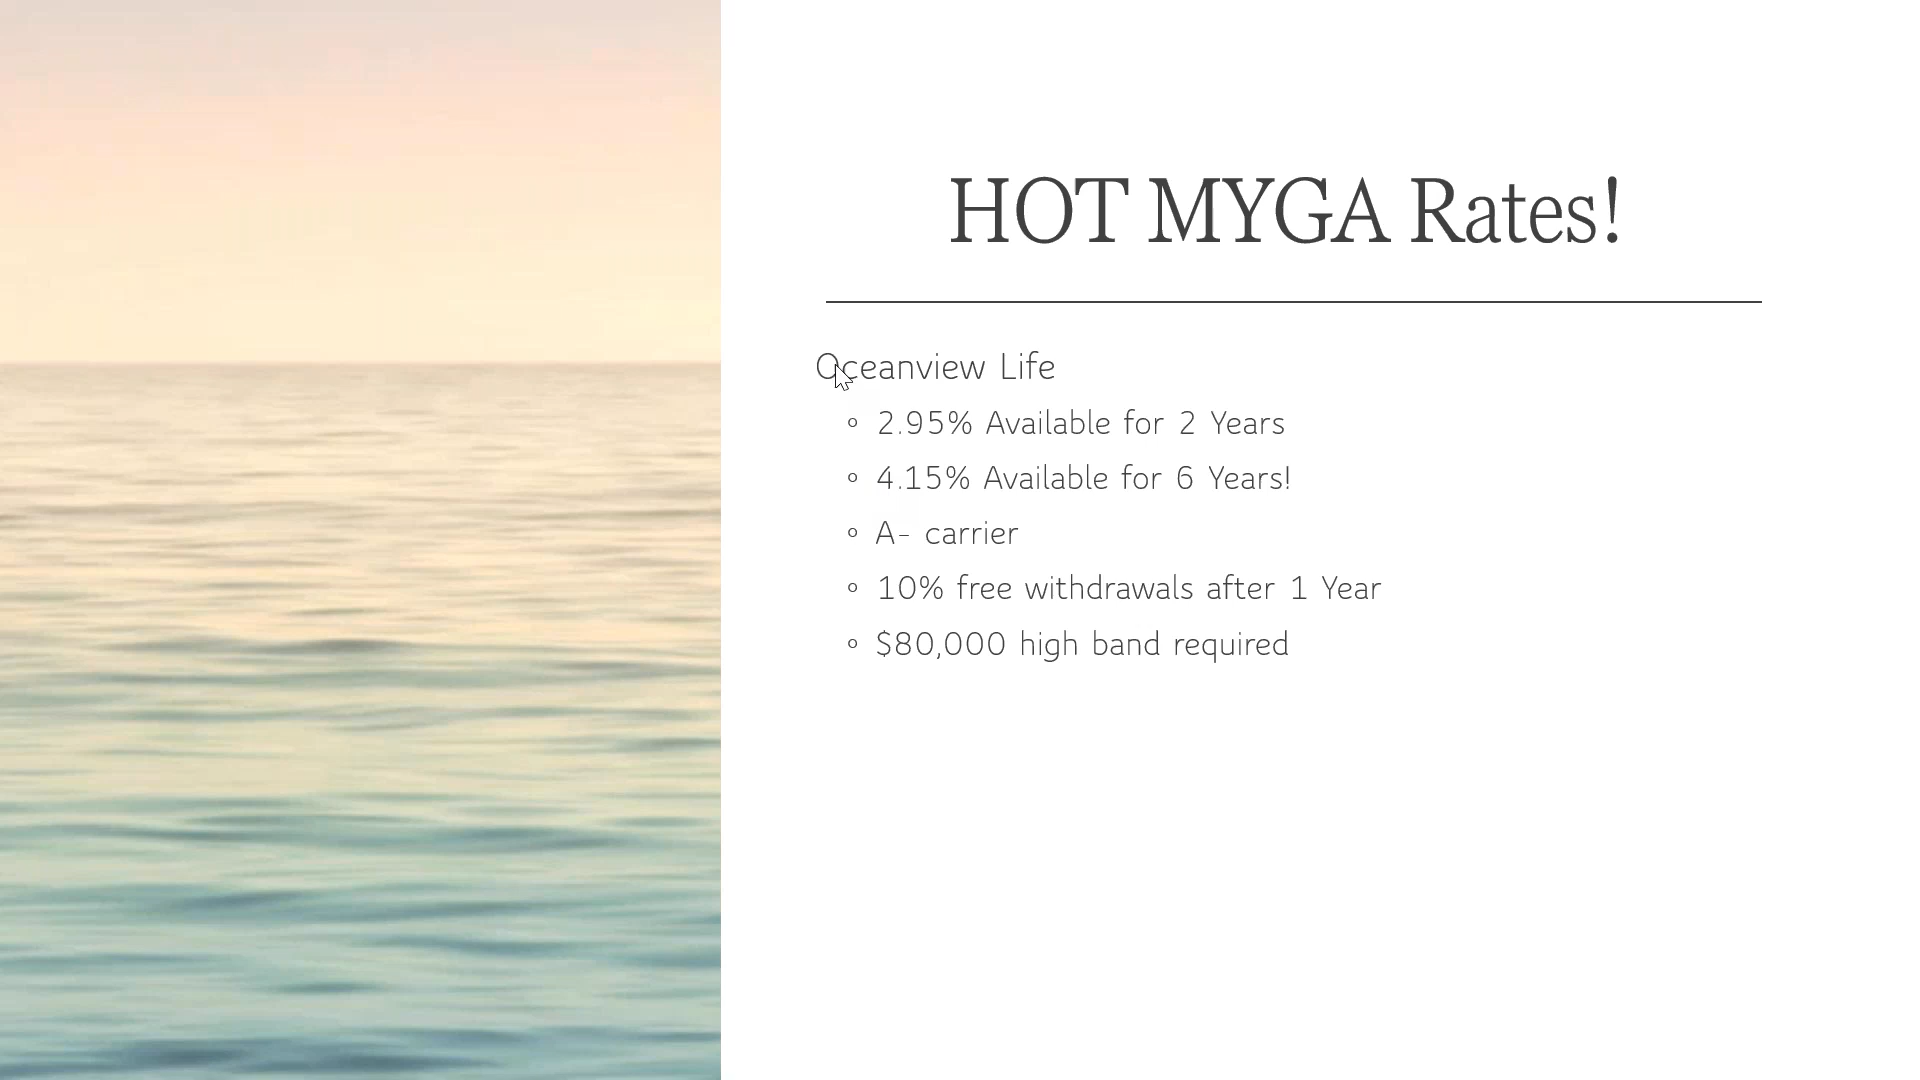 HOT MYGA Rates!
Oceanview Life
◦ 2.95% Available for 2 Years
◦ 4.15% Available for 6 Years!
◦ A- carrier
◦ 10% free withdrawals after 1 Year
◦ $80,000 high band required